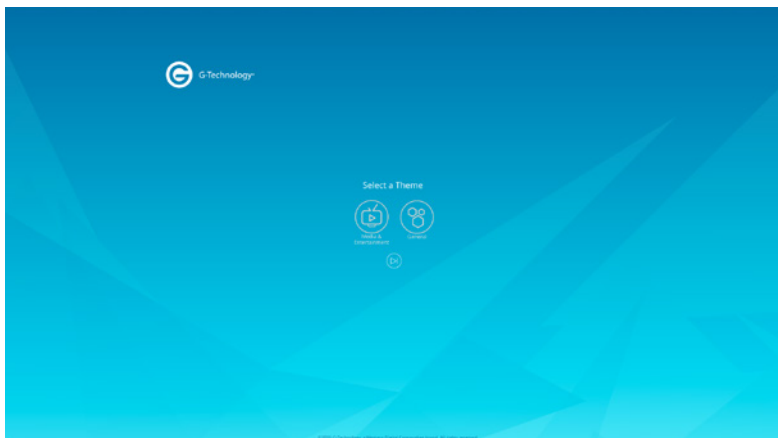 G-Technology
Select a Theme
Media &
Entertainment
General